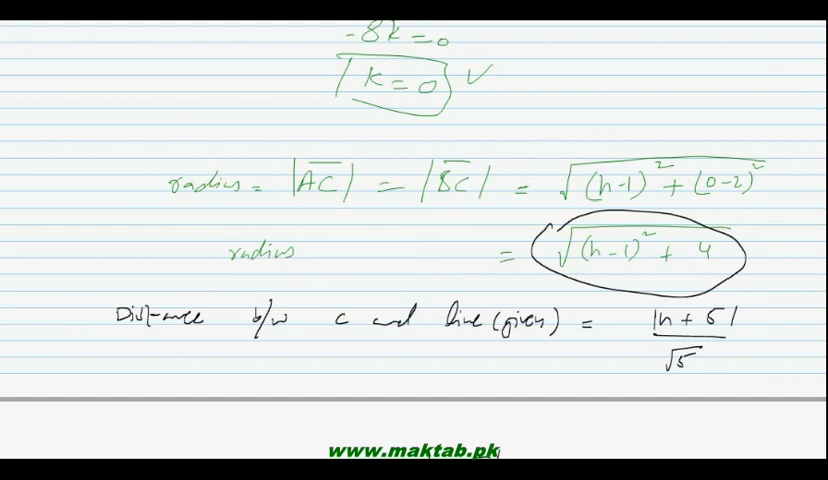 -8k = 0
k = 0 ✓
radius = |AC| = |BC| = √(h-1)² + (0-2)²
radius = √(h-1)² + 4
Distance b/w C and line (given) = |h + 5| / √5
www.maktab.pk